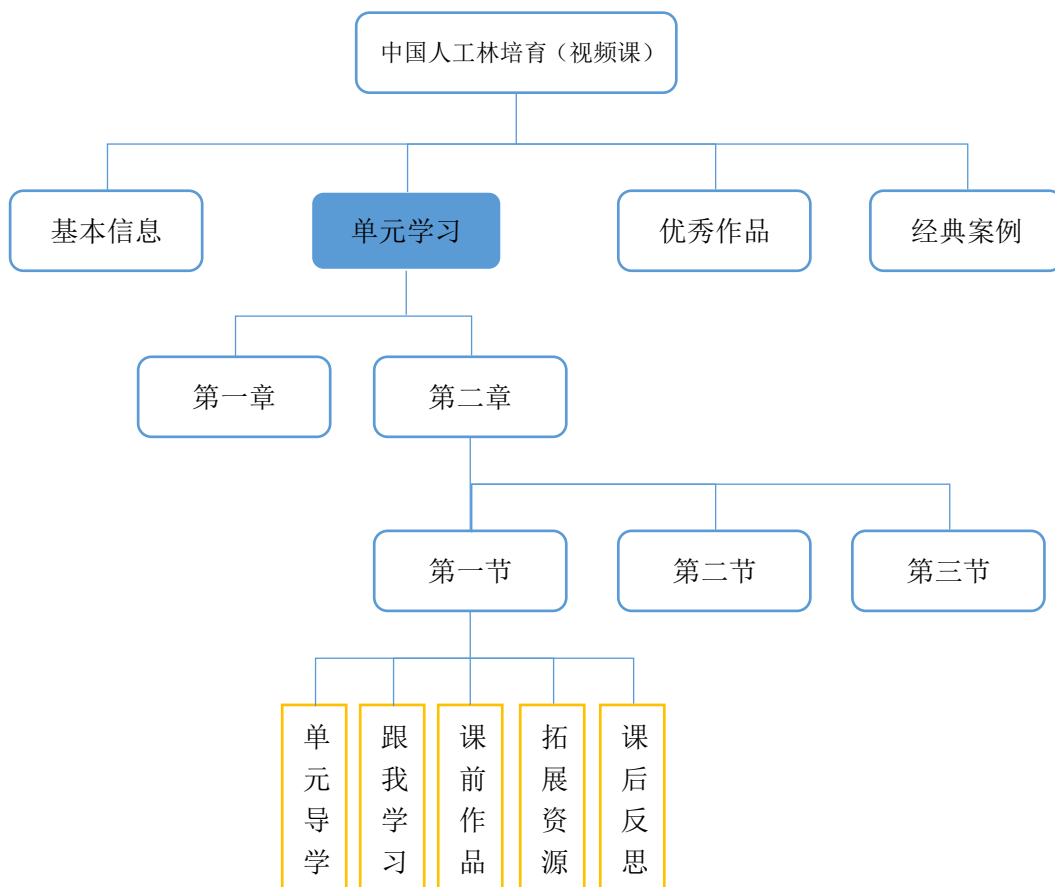 中国人工林培育（视频课）
基本信息
单元学习
优秀作品
经典案例
第一章
第二章
第一节
第二节
第三节
单元导学
跟我学习
课前作品
拓展资源
课后反思